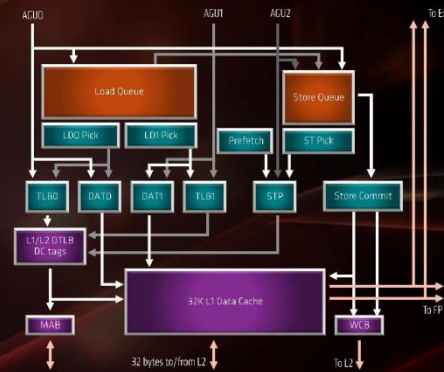 AGU0 AGU1 AGU2 To Ex
Load Queue
Store Queue
LD0 Pick LD1 Pick Prefetch ST Pick
TLB0 DAT0 DAT1 TLB1 STP Store Commit
L1/L2 DTLB
DC tags
32K L1 Data Cache
To FP
MAB WCB
32 bytes to/from L2 To L2